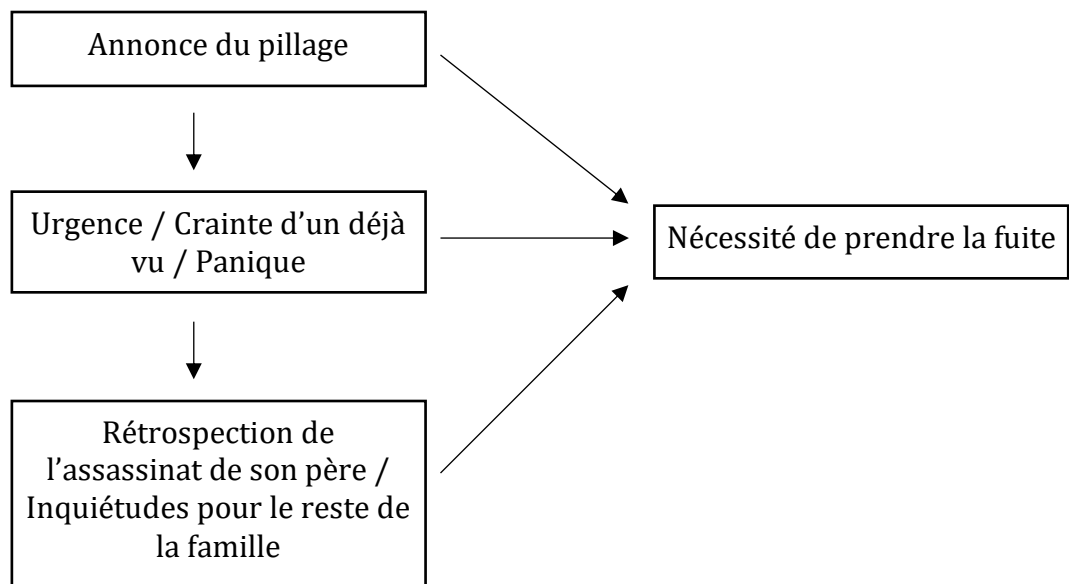 Annonce du pillage
Urgence / Crainte d’un déjà
vu / Panique
Nécessité de prendre la fuite
Rétrospection de
l’assassinat de son père /
Inquiétudes pour le reste de
la famille